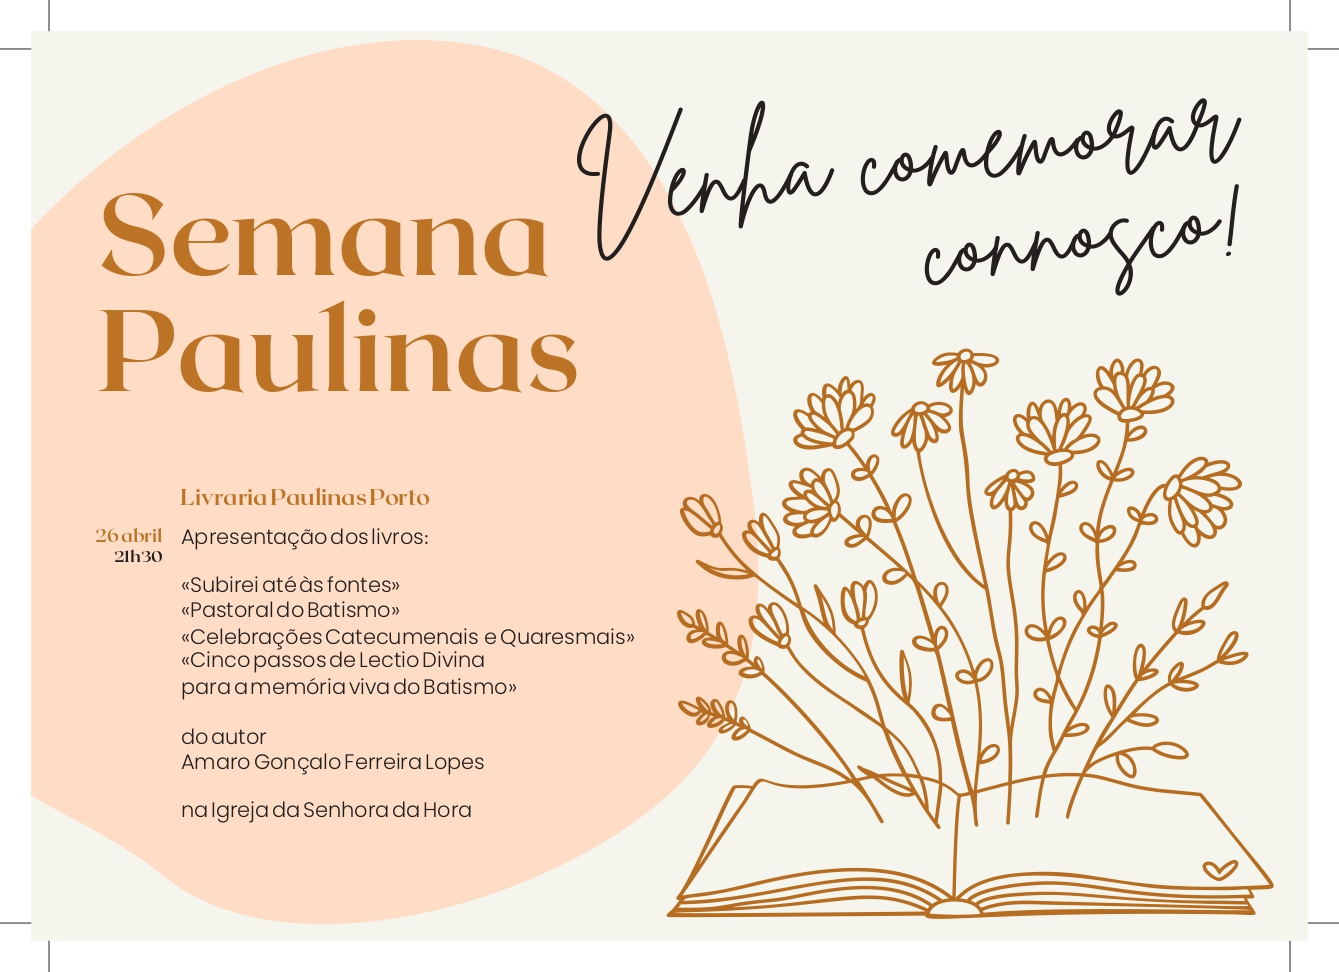 Venha comemorar
connosco!
Semana
Paulinas
Livraria Paulinas Porto
26 abril
21h30
Apresentação dos livros:
«Subirei até às fontes»
«Pastoral do Batismo»
«Celebrações Catecumenais e Quaresmais»
«Cinco passos de Lectio Divina
para a memória viva do Batismo»
do autor
Amaro Gonçalo Ferreira Lopes
na Igreja da Senhora da Hora